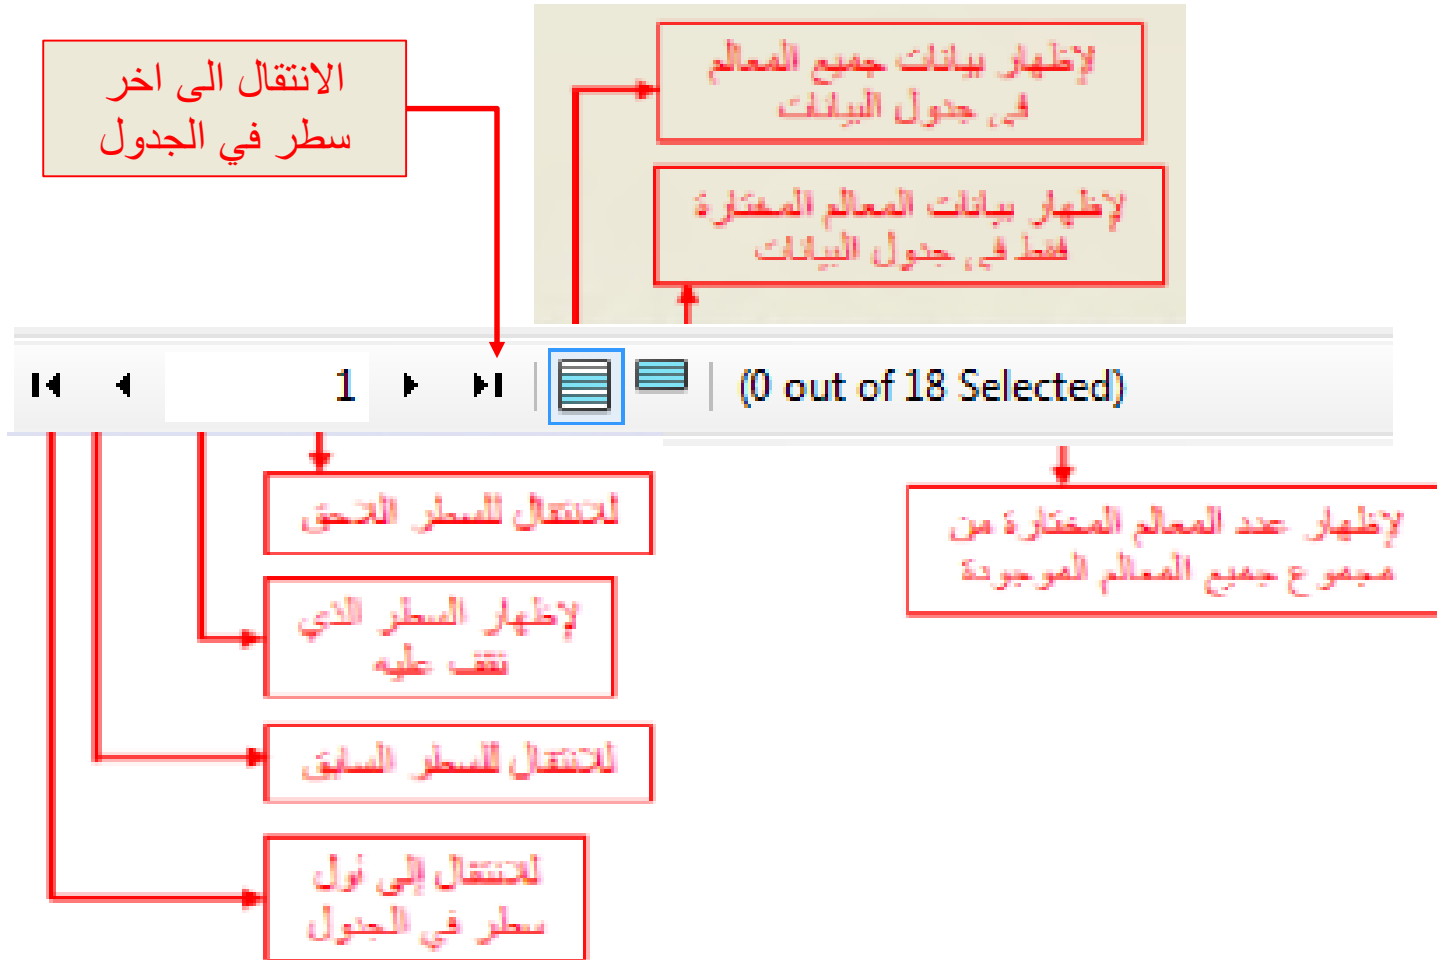 لإظهار بيانات جميع المعالم
في جدول البيانات
الانتقال الى اخر
سطر في الجدول
لإظهار بيانات المعالم المختارة
فقط في جدول البيانات
1
(0 out of 18 Selected)
للانتقال للسطر اللاحق
لإظهار عدد المعالم المختارة من
مجموع جميع المعالم الموجودة
لإظهار السطر الذي
نقف عليه
للانتقال للسطر السابق
للانتقال إلى أول
سطر في الجدول